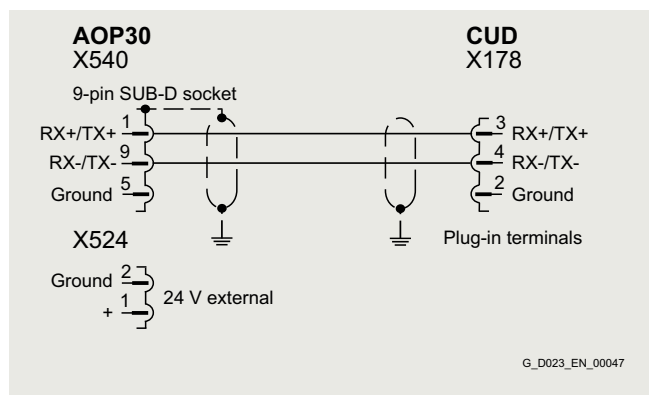 AOP30
X540
9-pin SUB-D socket
RX+/TX+ 1
RX-/TX- 9
Ground 5
X524
Ground 2
+ 1
24 V external
CUD
X178
3 RX+/TX+
4 RX-/TX-
2 Ground
Plug-in terminals
G_D023_EN_00047